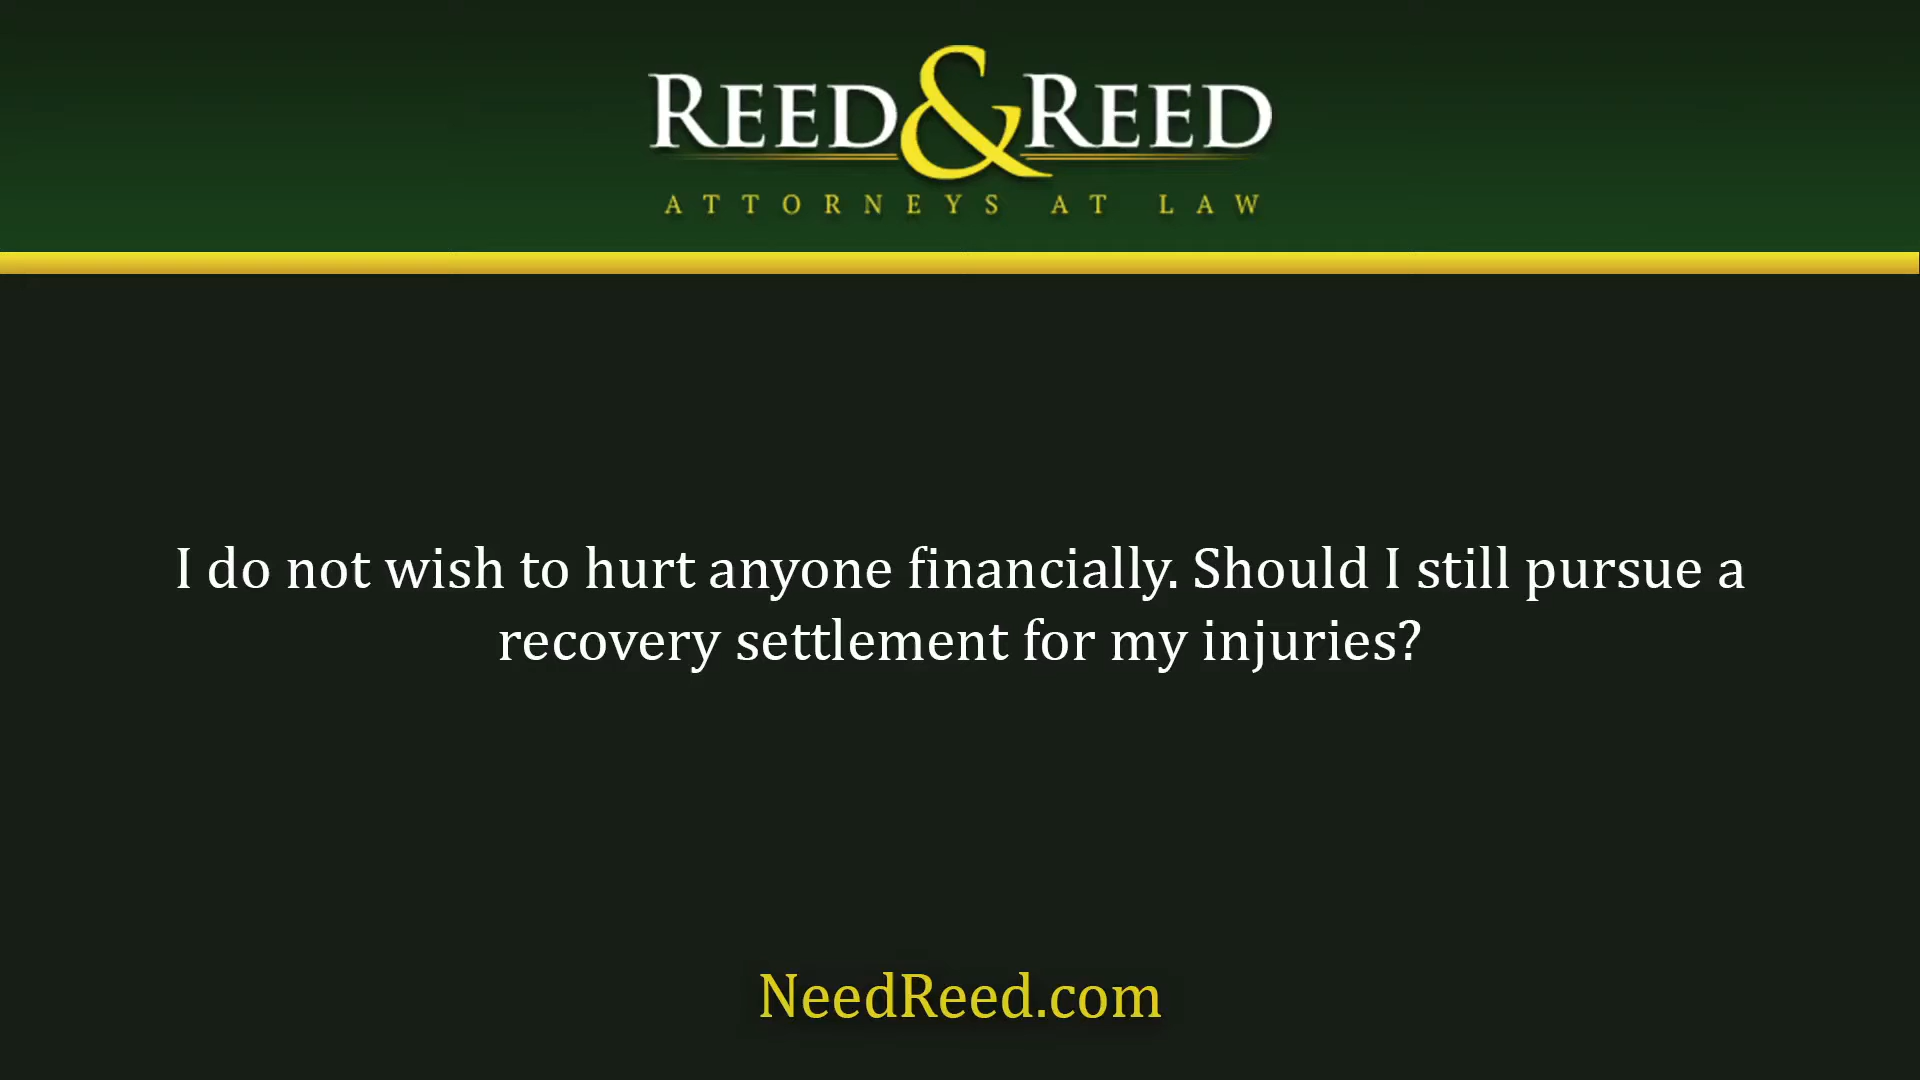 REED&REED
ATTORNEYS AT LAW
I do not wish to hurt anyone financially. Should I still pursue a
recovery settlement for my injuries?
NeedReed.com